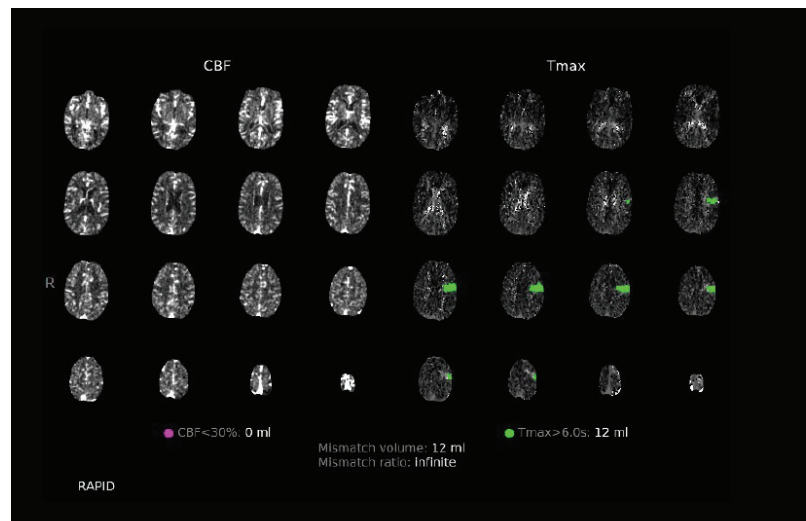 CBF
Tmax
R
CBF<30%: 0 ml
Tmax>6.0s: 12 ml
Mismatch volume: 12 ml
Mismatch ratio: infinite
RAPID